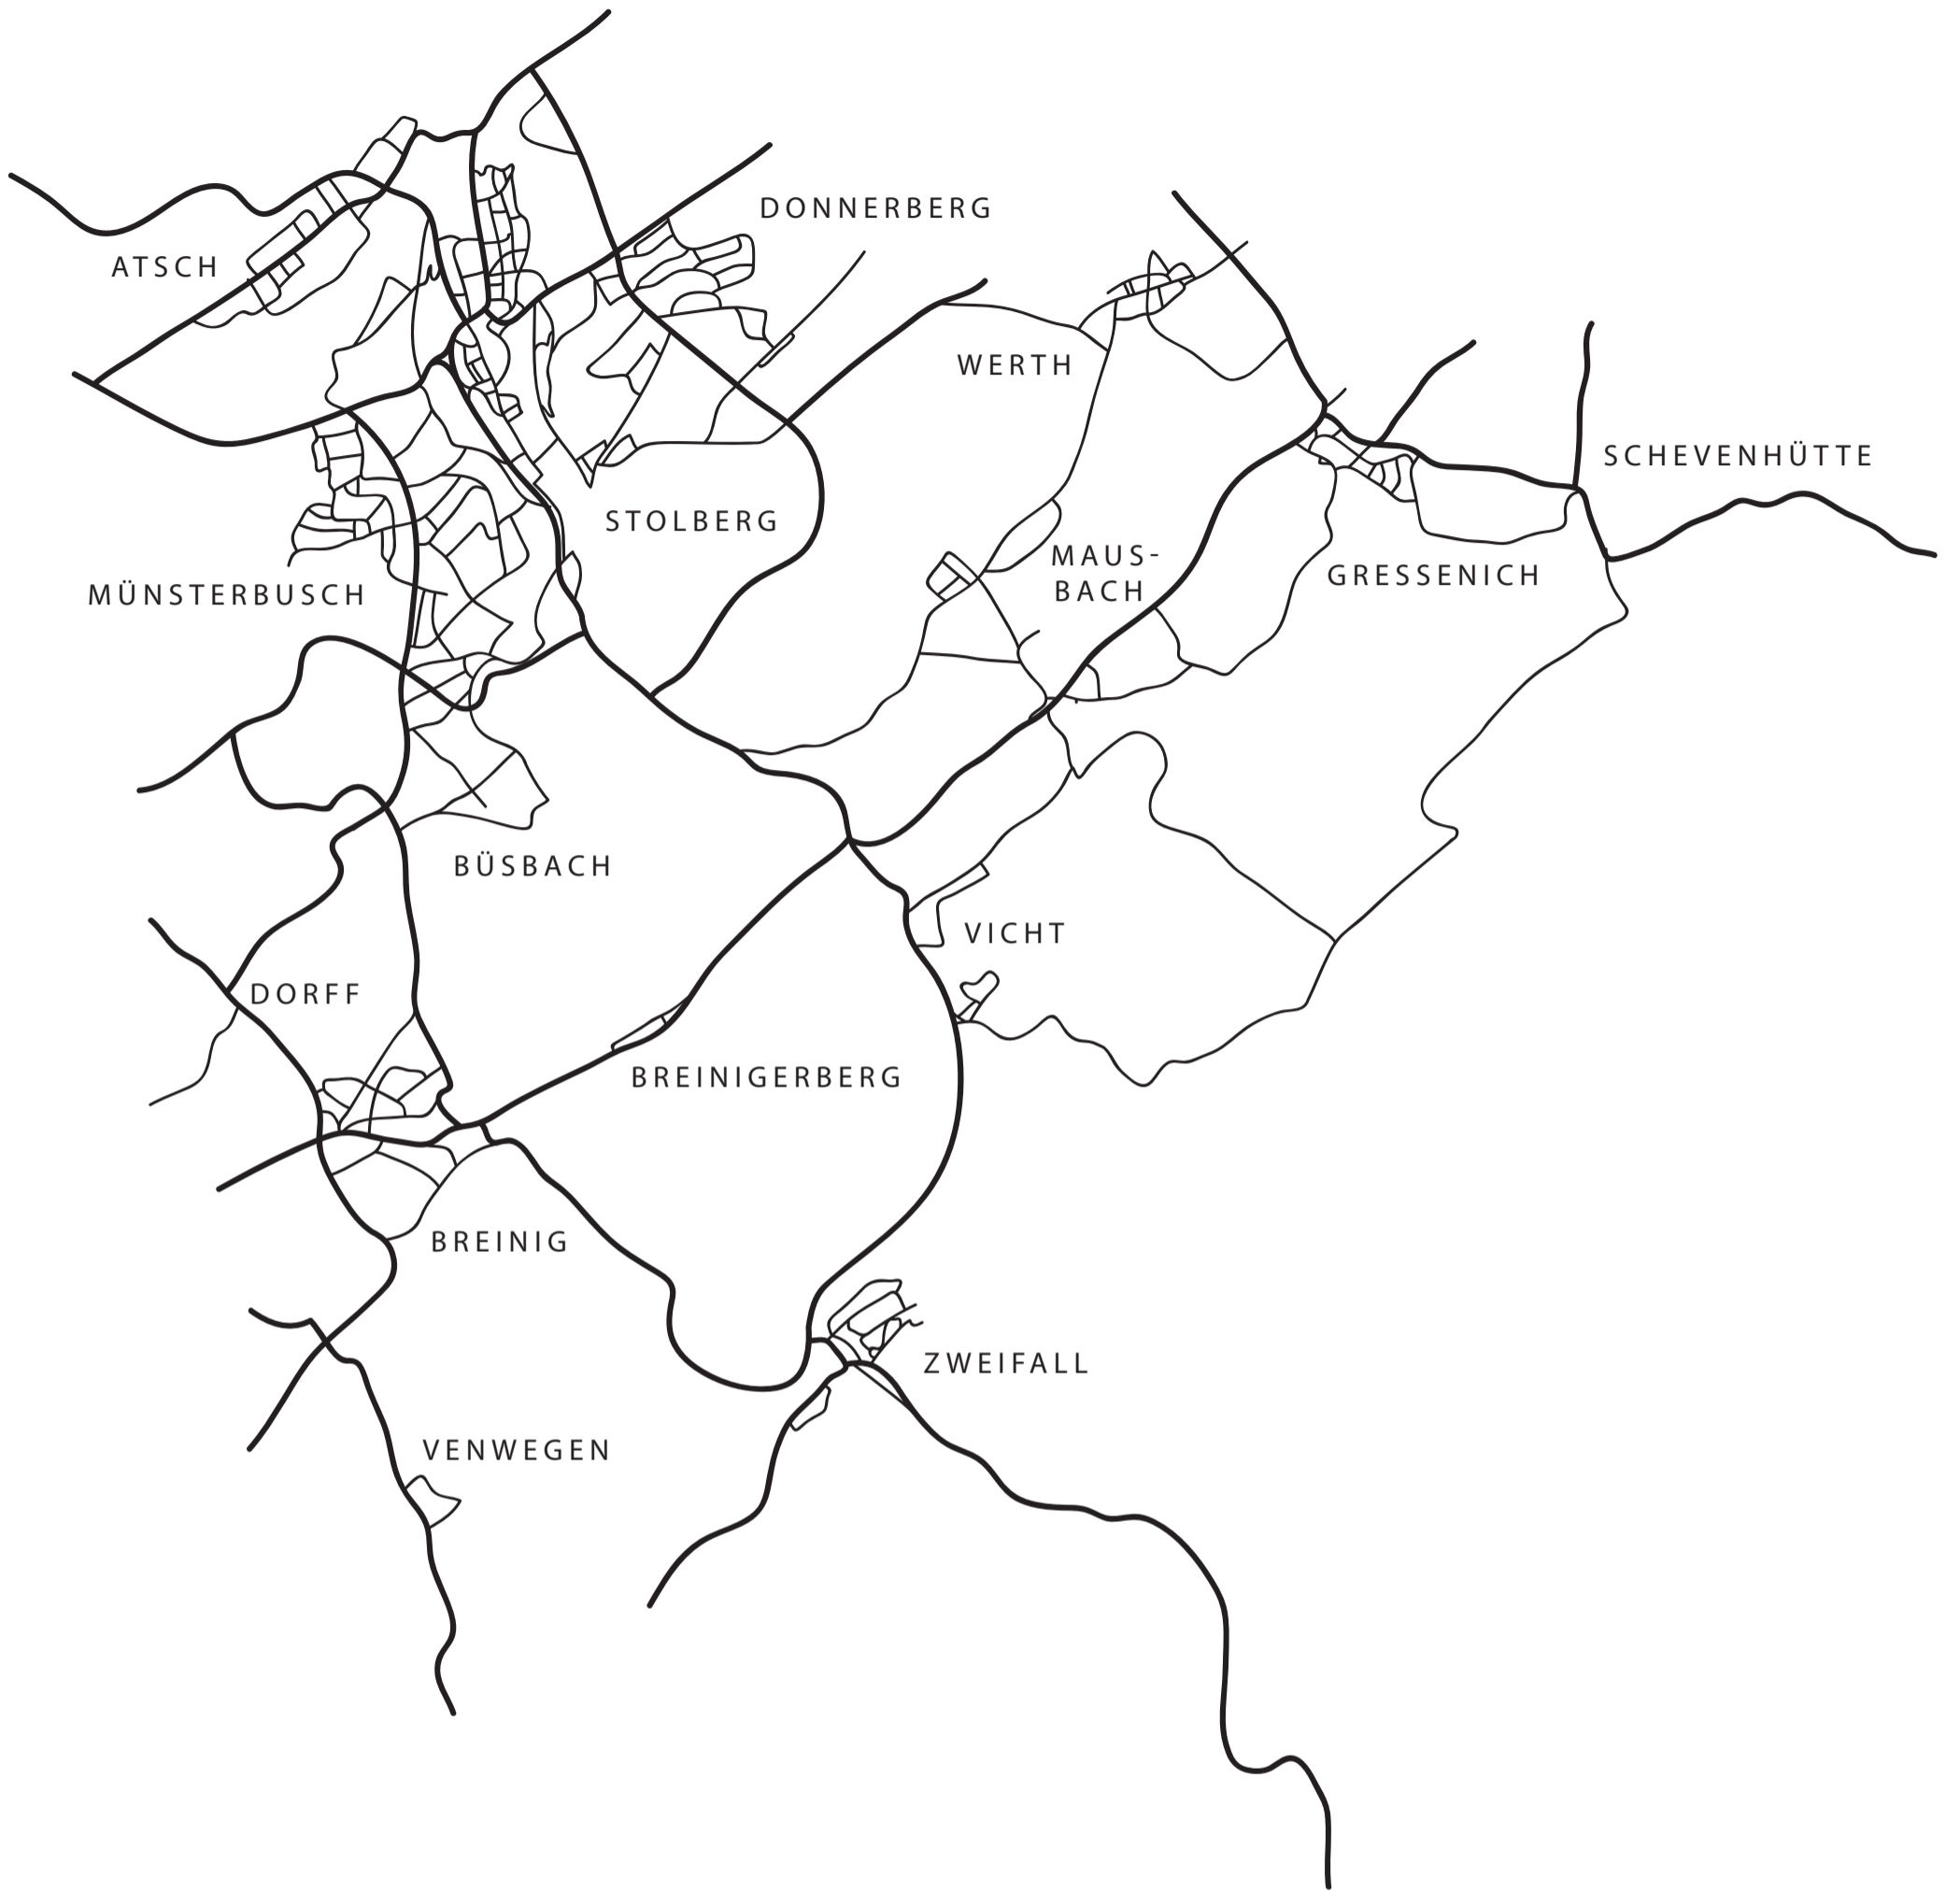 DONNERBERG
ATSCH
WERTH
SCHEVENHÜTTE
STOLBERG
MAUS-
BACH
GRESSENICH
MÜNSTERBUSCH
BÜSBACH
VICHT
DORFF
BREINIGERBERG
BREINIG
ZWEIFALL
VENWEGEN